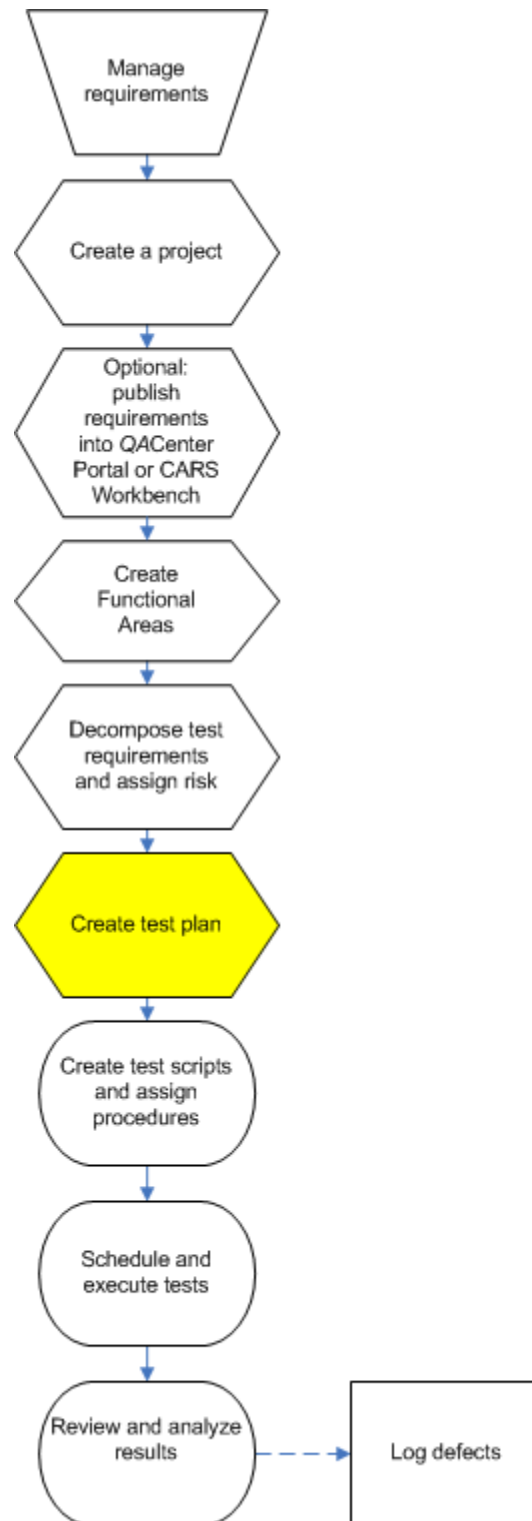 Manage
requirements
Create a project
Optional:
publish
requirements
into QACenter
Portal or CARS
Workbench
Create
Functional
Areas
Decompose test
requirements
and assign risk
Create test plan
Create test scripts
and assign
procedures
Schedule and
execute tests
Review and analyze
results
Log defects